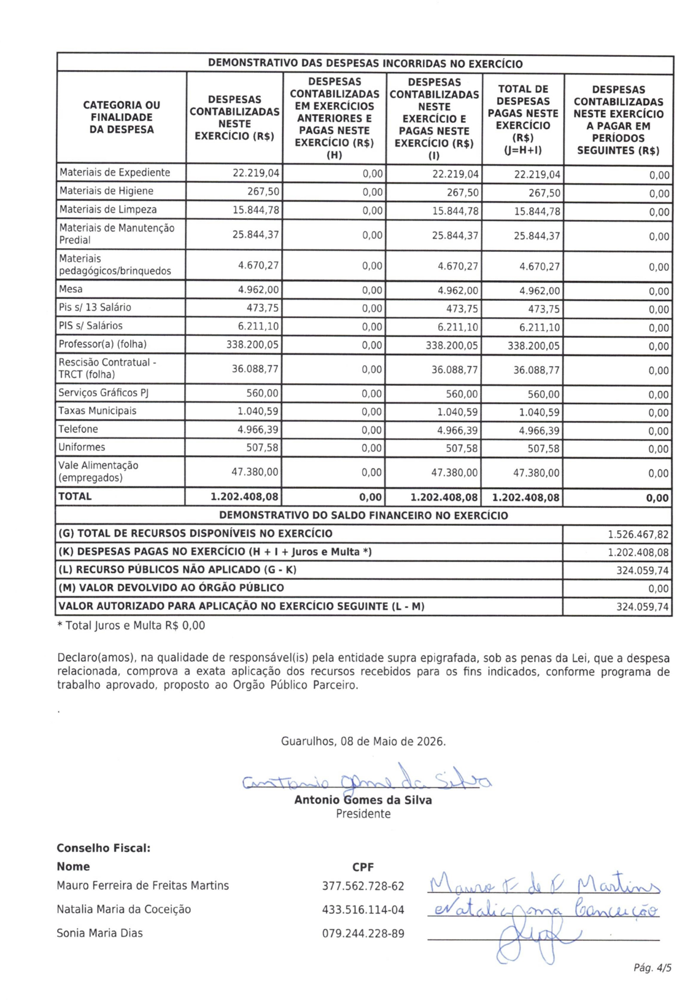 DEMONSTRATIVO DAS DESPESAS INCORRIDAS NO EXERCÍCIO
CATEGORIA OU FINALIDADE DA DESPESA | DESPESAS CONTABILIZADAS NESTE EXERCÍCIO (R$) | DESPESAS CONTABILIZADAS EM EXERCÍCIOS ANTERIORES E PAGAS NESTE EXERCÍCIO (R$) (H) | DESPESAS CONTABILIZADAS NESTE EXERCÍCIO E PAGAS NESTE EXERCÍCIO (R$) (I) | TOTAL DE DESPESAS PAGAS NESTE EXERCÍCIO (R$) (J=H+I) | DESPESAS CONTABILIZADAS NESTE EXERCÍCIO A PAGAR EM PERÍODOS SEGUINTES (R$)
Materiais de Expediente 22.219,04 0,00 22.219,04 22.219,04 0,00
Materiais de Higiene 267,50 0,00 267,50 267,50 0,00
Materiais de Limpeza 15.844,78 0,00 15.844,78 15.844,78 0,00
Materiais de Manutenção Predial 25.844,37 0,00 25.844,37 25.844,37 0,00
Materiais pedagógicos/brinquedos 4.670,27 0,00 4.670,27 4.670,27 0,00
Mesa 4.962,00 0,00 4.962,00 4.962,00 0,00
Pis s/ 13 Salário 473,75 0,00 473,75 473,75 0,00
PIS s/ Salários 6.211,10 0,00 6.211,10 6.211,10 0,00
Professor(a) (folha) 338.200,05 0,00 338.200,05 338.200,05 0,00
Rescisão Contratual - TRCT (folha) 36.088,77 0,00 36.088,77 36.088,77 0,00
Serviços Gráficos PJ 560,00 0,00 560,00 560,00 0,00
Taxas Municipais 1.040,59 0,00 1.040,59 1.040,59 0,00
Telefone 4.966,39 0,00 4.966,39 4.966,39 0,00
Uniformes 507,58 0,00 507,58 507,58 0,00
Vale Alimentação (empregados) 47.380,00 0,00 47.380,00 47.380,00 0,00
TOTAL 1.202.408,08 0,00 1.202.408,08 1.202.408,08 0,00
DEMONSTRATIVO DO SALDO FINANCEIRO NO EXERCÍCIO
(G) TOTAL DE RECURSOS DISPONÍVEIS NO EXERCÍCIO 1.526.467,82
(K) DESPESAS PAGAS NO EXERCÍCIO (H + I + Juros e Multa *) 1.202.408,08
(L) RECURSO PÚBLICOS NÃO APLICADO (G - K) 324.059,74
(M) VALOR DEVOLVIDO AO ÓRGÃO PÚBLICO 0,00
VALOR AUTORIZADO PARA APLICAÇÃO NO EXERCÍCIO SEGUINTE (L - M) 324.059,74
* Total Juros e Multa R$ 0,00
Declaro(amos), na qualidade de responsável(is) pela entidade supra epigrafada, sob as penas da Lei, que a despesa
relacionada, comprova a exata aplicação dos recursos recebidos para os fins indicados, conforme programa de
trabalho aprovado, proposto ao Orgão Público Parceiro.
.
Guarulhos, 08 de Maio de 2026.
Antonio Gome da Silva
Antonio Gomes da Silva
Presidente
Conselho Fiscal:
Nome CPF
Mauro Ferreira de Freitas Martins 377.562.728-62 Mauro F de F Martins
Natalia Maria da Coceição 433.516.114-04 Natalia Conceição
Sonia Maria Dias 079.244.228-89
Pág. 4/5